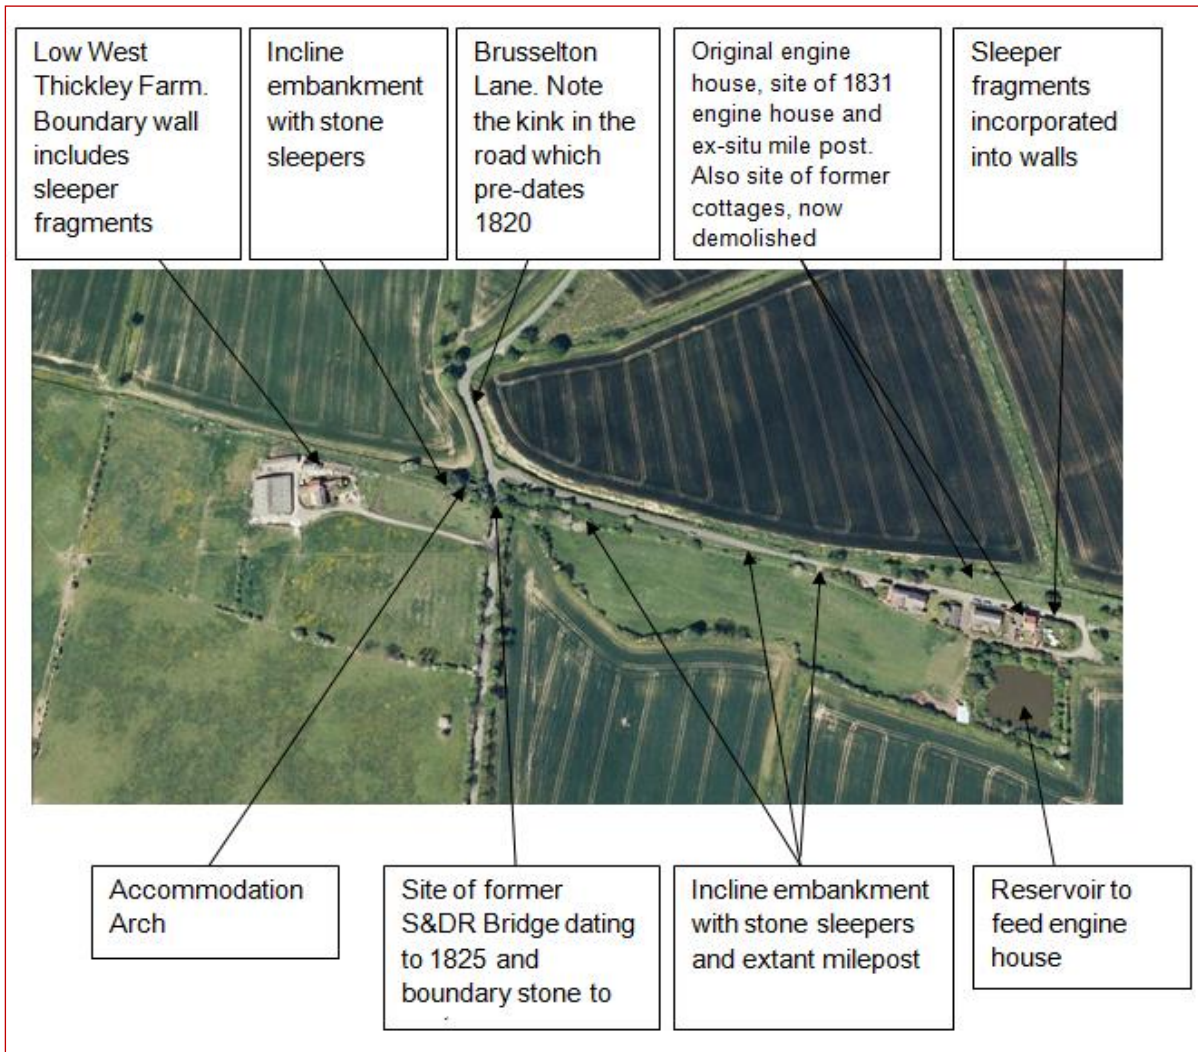 Low West
Thickley Farm.
Boundary wall
includes
sleeper
fragments
Incline
embankment
with stone
sleepers
Brusselton
Lane. Note
the kink in the
road which
pre-dates
1820
Original engine
house, site of 1831
engine house and
ex-situ mile post.
Also site of former
cottages, now
demolished
Sleeper
fragments
incorporated
into walls
Accommodation
Arch
Site of former
S&DR Bridge dating
to 1825 and
boundary stone to
Incline embankment
with stone sleepers
and extant milepost
Reservoir to
feed engine
house